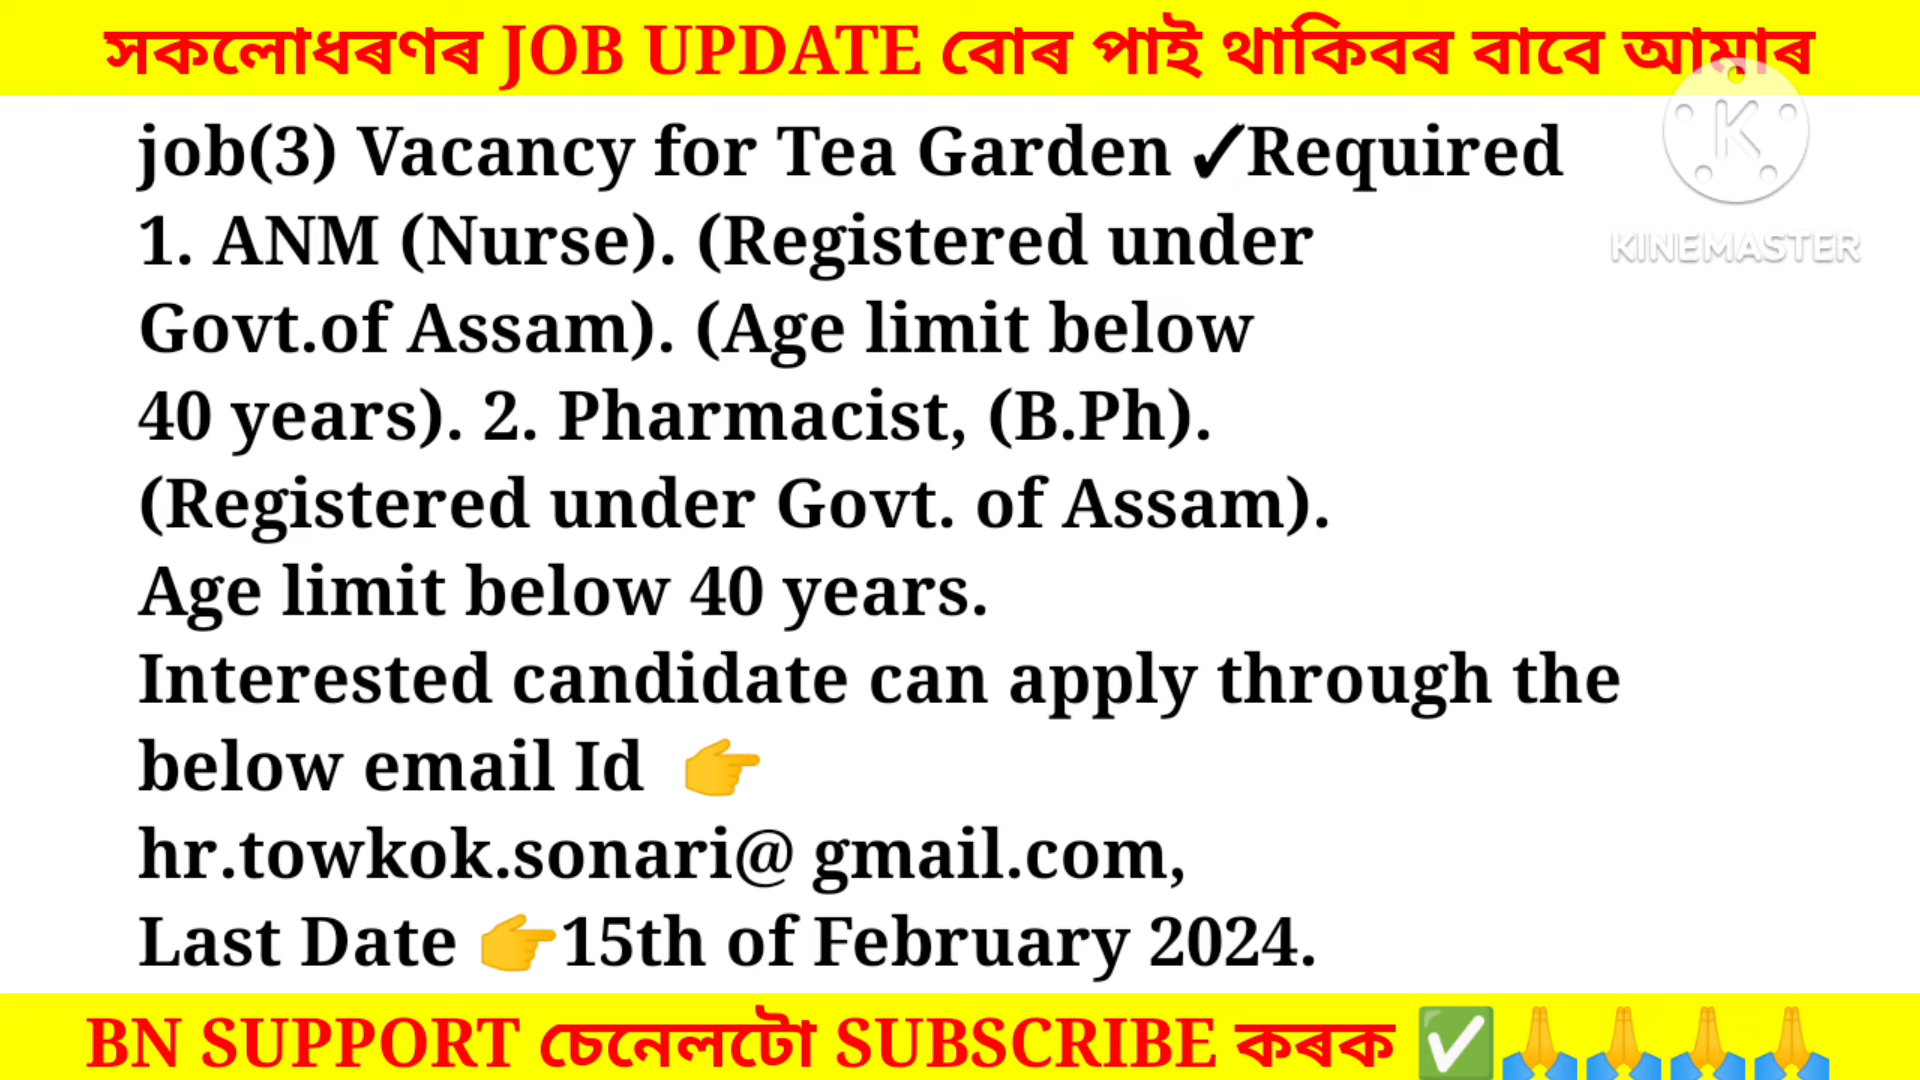 সকলোধৰণৰ JOB UPDATE বোৰ পাই থাকিবৰ বাবে আমাৰ
job(3) Vacancy for Tea Garden ✓Required
1. ANM (Nurse). (Registered under
Govt.of Assam). (Age limit below
40 years). 2. Pharmacist, (B.Ph).
(Registered under Govt. of Assam).
Age limit below 40 years.
Interested candidate can apply through the
below email Id 👉
hr.towkok.sonari@ gmail.com,
Last Date 👉15th of February 2024.
BN SUPPORT চেনেলটো SUBSCRIBE কৰক ✅🙏🙏🙏🙏
K
KINEMASTER